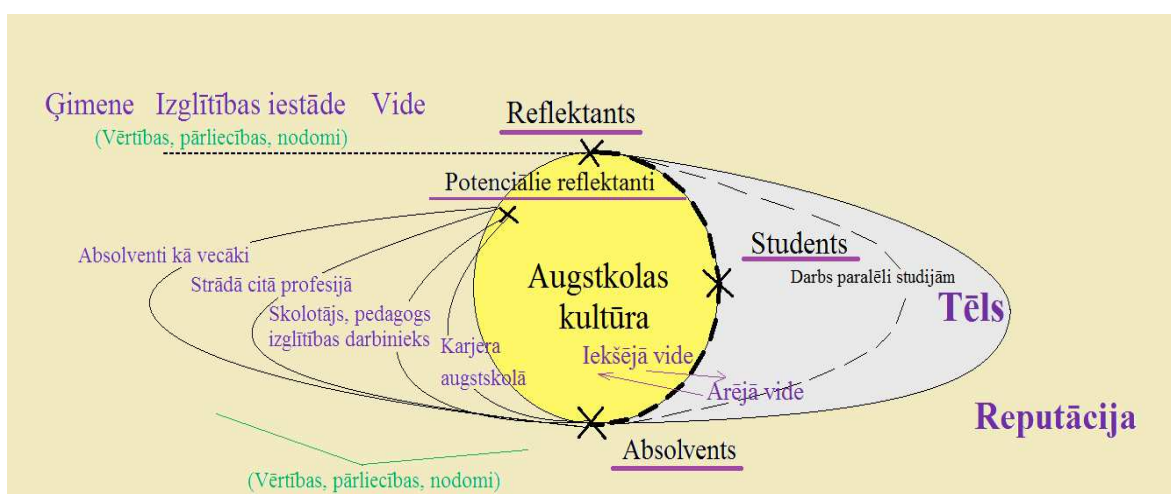 Ģimene Izglītības iestāde Vide
(Vērtības, pārliecības, nodomi)
Reflektants
Potenciālie reflektanti
Absolventi kā vecāki
Strādā citā profesijā
Skolotājs, pedagogs
izglītības darbinieks
Karjera
augstskolā
Augstkolas
kultūra
Iekšējā vide
Ārējā vide
Students
Darbs paralēli studijām
Tēls
Reputācija
Absolvents
(Vērtības, pārliecības, nodomi)